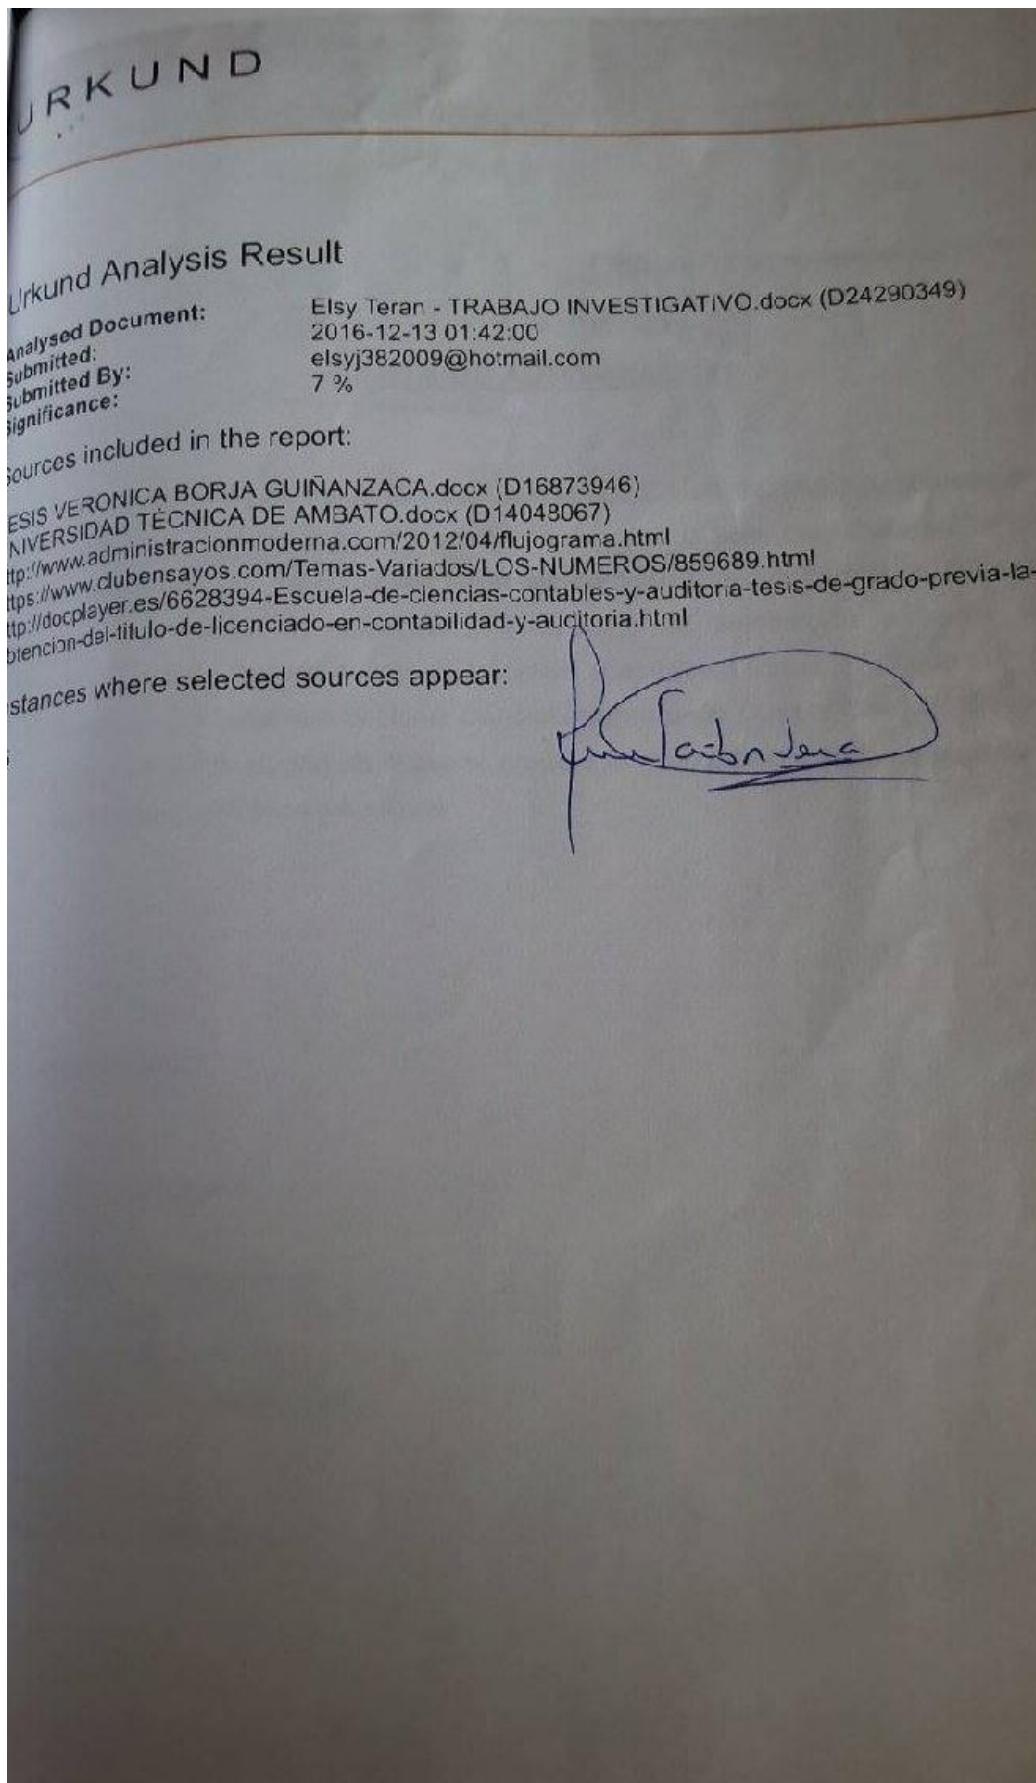 URKUND
Urkund Analysis Result
Analysed Document: Elsy Teran - TRABAJO INVESTIGATIVO.docx (D24290349)
Submitted: 2016-12-13 01:42:00
Submitted By: elsyj382009@hotmail.com
Significance: 7 %
Sources included in the report:
ESIS VERONICA BORJA GUIÑANZACA.docx (D16873946)
NIVERSIDAD TÉCNICA DE AMBATO.docx (D14048067)
ttp://www.administracionmoderna.com/2012/04/flujograma.html
ttps://www.clubensayos.com/Temas-Variados/LOS-NUMEROS/859689.html
ttp://docplayer.es/6628394-Escuela-de-ciencias-contables-y-auditoria-tesis-de-grado-previa-la-
btencion-del-titulo-de-licenciado-en-contabilidad-y-auditoria.html
stances where selected sources appear: